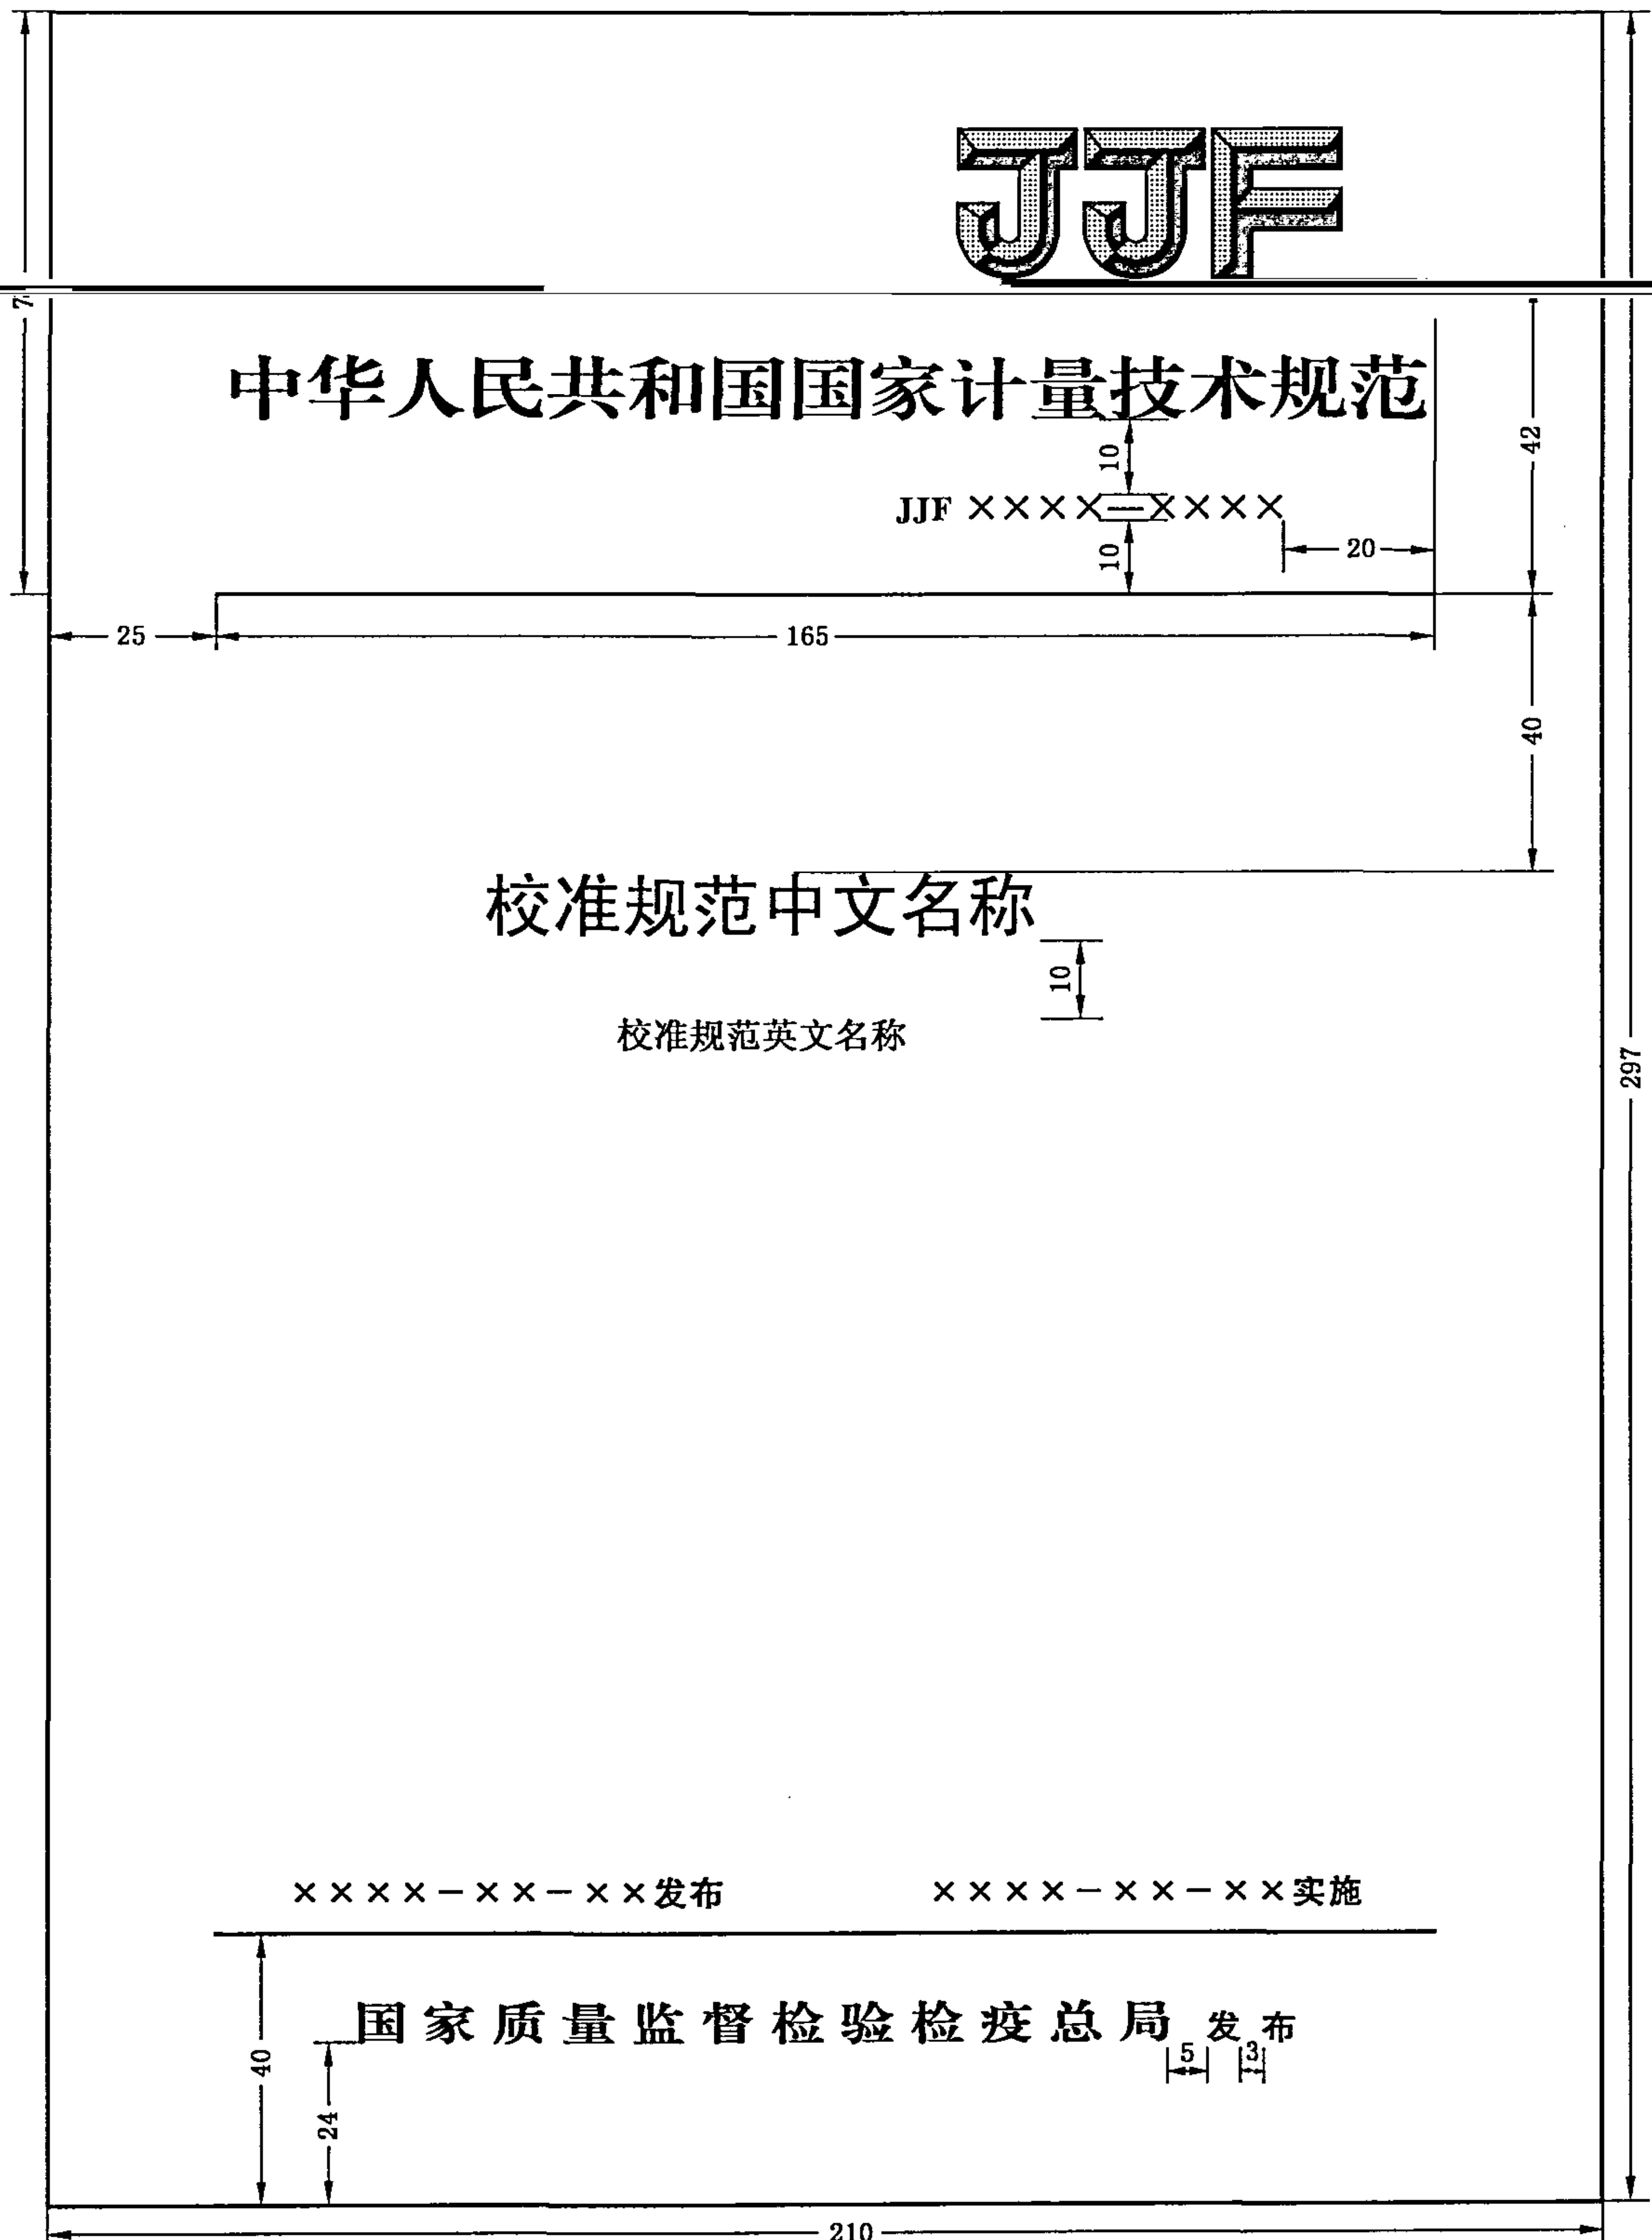 JJF
7
中华人民共和国国家计量技术规范
42
10
JJF ××××—××××
10
20
25
165
40
校准规范中文名称
10
校准规范英文名称
297
××××-××-××发布
××××-××-××实施
国家质量监督检验检疫总局 发布
5
3
40
24
210